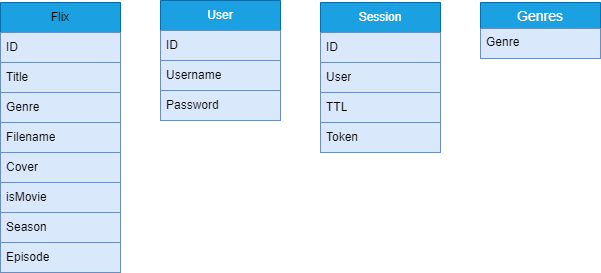 Flix
ID
Title
Genre
Filename
Cover
isMovie
Season
Episode
User
ID
Username
Password
Session
ID
User
TTL
Token
Genres
Genre